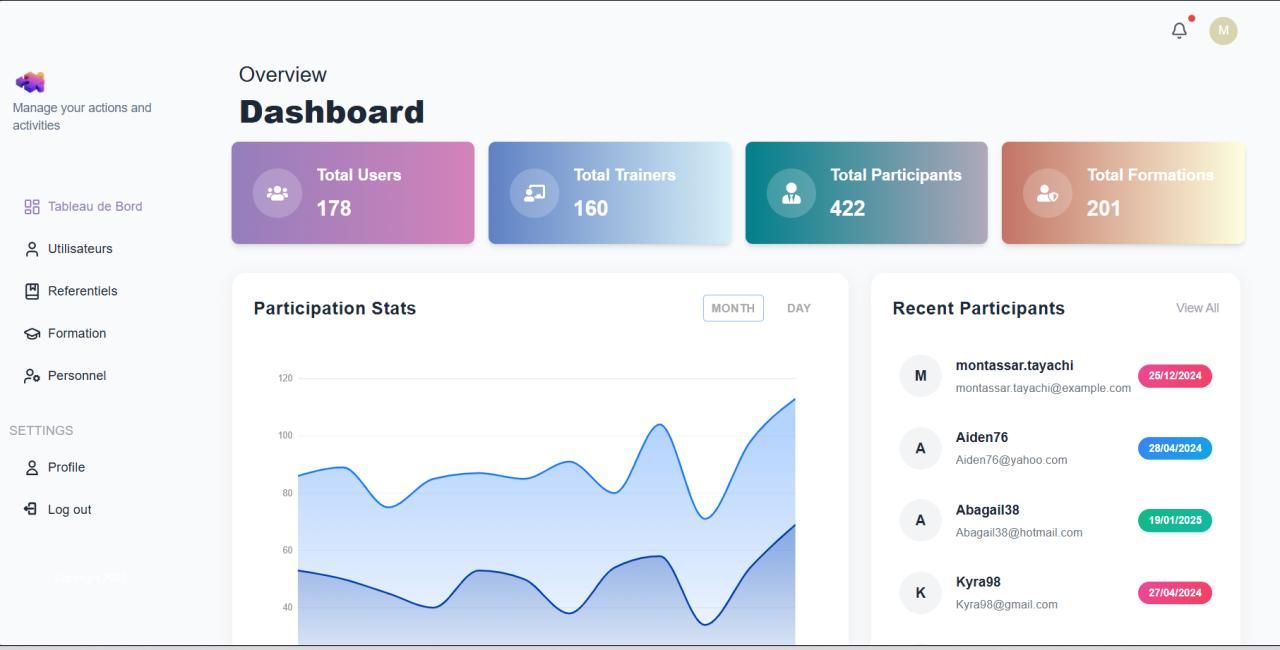 M
Manage your actions and
activities
Tableau de Bord
Utilisateurs
Referentiels
Formation
Personnel
SETTINGS
Profile
Log out
Overview
Dashboard
Total Users
178
Total Trainers
160
Total Participants
422
Total Formations
201
Participation Stats
MONTH
DAY
120
100
80
60
40
Recent Participants
View All
M
montassar.tayachi
montassar.tayachi@example.com
25/12/2024
A
Aiden76
Aiden76@yahoo.com
28/04/2024
A
Abagail38
Abagail38@hotmail.com
19/01/2025
K
Kyra98
Kyra98@gmail.com
27/04/2024